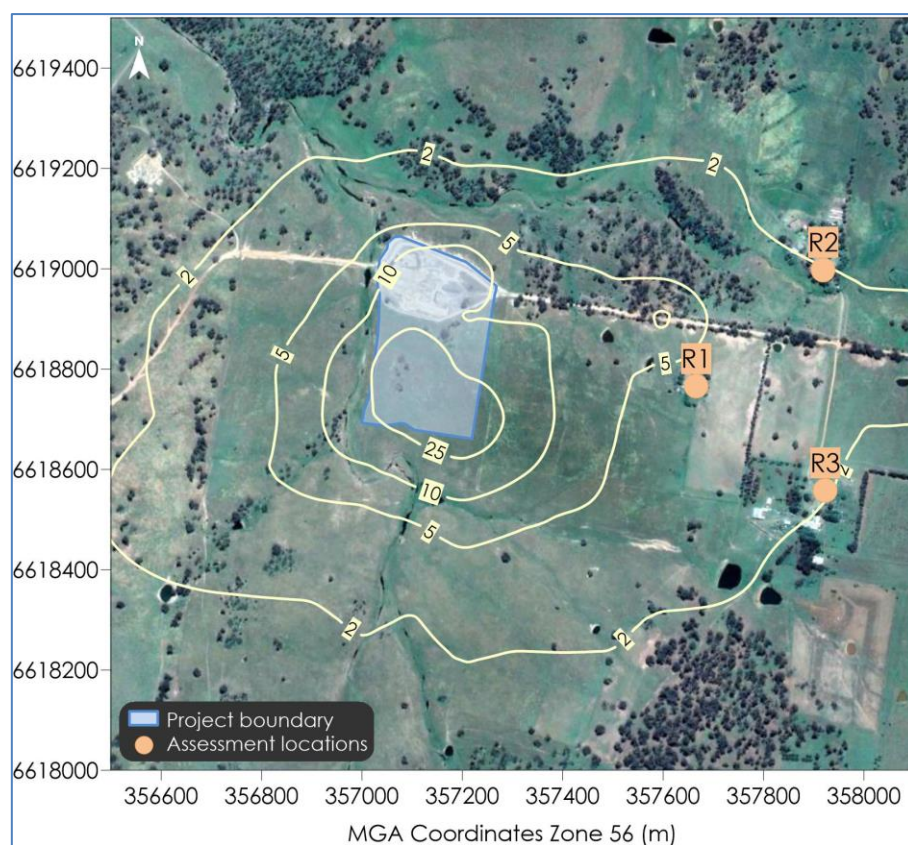 N
6619400
6619200
6619000
6618800
6618600
6618400
6618200
6618000
2
2
2
5
10
R2
5
5
R1
25
R3
2
10
5
2
2
Project boundary
Assessment locations
356600 356800 357000 357200 357400 357600 357800 358000
MGA Coordinates Zone 56 (m)